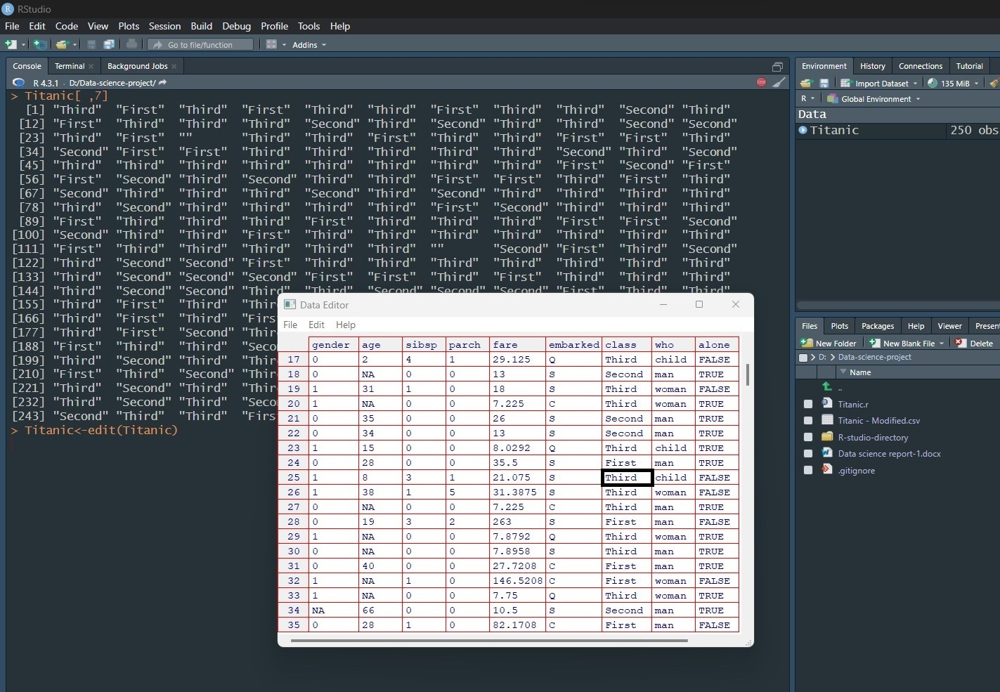 RStudio
File Edit Code View Plots Session Build Debug Profile Tools Help
Go to file/function Addins
Console Terminal Background Jobs
R 4.3.1 · D:/Data-science-project/
> Titanic[ ,7]
[1] "Third" "First" "Third" "First" "Third" "Third" "First" "Third" "Third" "Second" "Third"
[12] "First" "Third" "Third" "Third" "Second" "Third" "Second" "Third" "Third" "Second" "Second"
[23] "Third" "First" "" "Third" "Third" "First" "Third" "Third" "First" "First" "Third"
[34] "Second" "First" "First" "Third" "Third" "Third" "Third" "Third" "Second" "Third" "Second"
[45] "Third" "Third" "Third" "Third" "Third" "Third" "Third" "Third" "First" "Second" "First"
[56] "First" "Second" "Third" "Second" "Third" "Third" "First" "First" "Third" "First" "Third"
[67] "Second" "Third" "Third" "Third" "Second" "Third" "Second" "Third" "Third" "Third" "Third"
[78] "Third" "Second" "Third" "Third" "Third" "Third" "First" "Second" "Third" "Third" "Third"
[89] "First" "Third" "Third" "Third" "First" "Third" "Third" "Third" "First" "First" "Second"
[100] "Second" "Third" "Third" "First" "Third" "Third" "Third" "Third" "Third" "Third" "Third"
[111] "First" "Third" "Third" "Third" "Third" "Third" "" "Second" "First" "Third" "Second"
[122] "Third" "Second" "Second" "First" "Third" "Third" "Third" "Third" "Third" "Third" "Third"
[133] "Third" "Second" "Second" "Second" "First" "First" "Third" "First" "Third" "Third" "Third"
[144] "Third" "Second" "Second" "Third" "Third" "Second" "Second" "Second" "First" "Third" "Third" "Third"
[155] "Third" "First" "Third" "Thir
[166] "First" "Third" "Third" "Firs
[177] "Third" "First" "Second" "Thir
[188] "First" "Third" "Third" "Seco
[199] "Third" "Second" "Third" "Thir
[210] "First" "Third" "Second" "Thir
[221] "Third" "Second" "Third" "Thir
[232] "Third" "Second" "Third" "Seco
[243] "Second" "Third" "Third" "Firs
> Titanic<-edit(Titanic)
Data Editor
File Edit Help
gender age sibsp parch fare embarked class who alone
17 0 2 4 1 29.125 Q Third child FALSE
18 0 NA 0 0 13 S Second man TRUE
19 1 31 1 0 18 S Third woman FALSE
20 1 NA 0 0 7.225 C Third woman TRUE
21 0 35 0 0 26 S Second man TRUE
22 0 34 0 0 13 S Second man TRUE
23 1 15 0 0 8.0292 Q Third child TRUE
24 0 28 0 0 35.5 S First man TRUE
25 1 8 3 1 21.075 S Third child FALSE
26 1 38 1 5 31.3875 S Third woman FALSE
27 0 NA 0 0 7.225 C Third man TRUE
28 0 19 3 2 263 S First man FALSE
29 1 NA 0 0 7.8792 Q Third woman TRUE
30 0 NA 0 0 7.8958 S Third man TRUE
31 0 40 0 0 27.7208 C First man TRUE
32 1 NA 1 0 146.5208 C First woman FALSE
33 1 NA 0 0 7.75 Q Third woman TRUE
34 NA 66 0 0 10.5 S Second man TRUE
35 0 28 1 0 82.1708 C First man FALSE
Environment History Connections Tutorial
Import Dataset 135 MiB
R Global Environment
Data
Titanic 250 obs
Files Plots Packages Help Viewer Presen
New Folder New Blank File Delete
D: Data-science-project
Name
..
Titanic.r
Titanic - Modified.csv
R-studio-directory
Data science report-1.docx
.gitignore